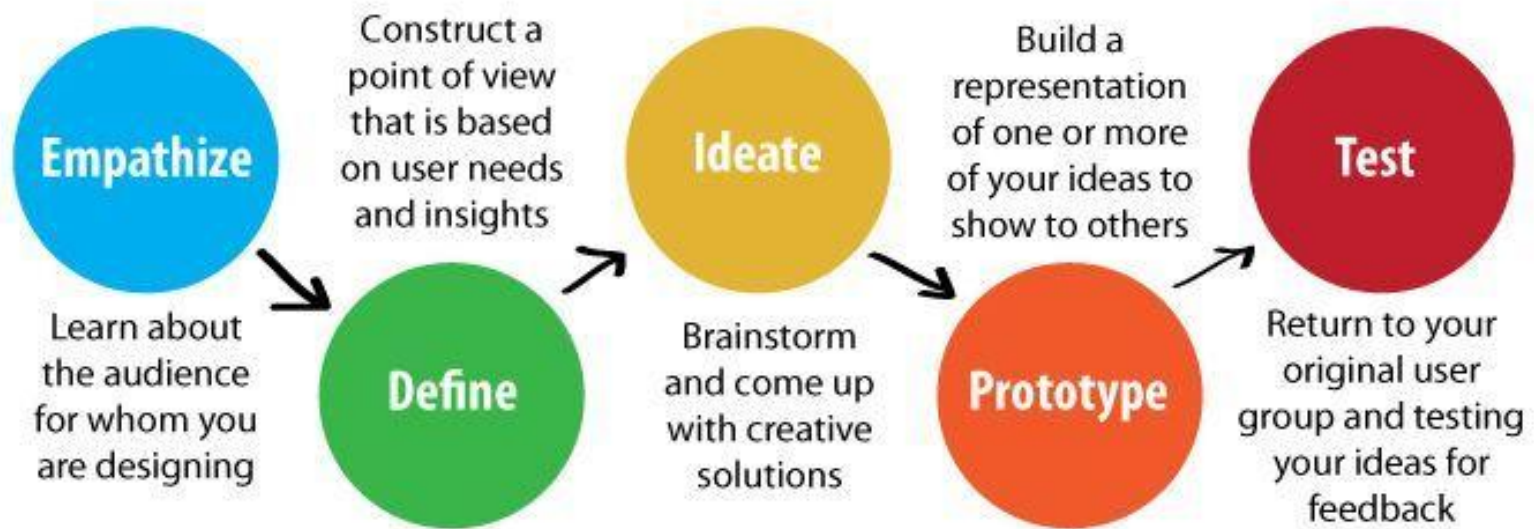 Empathize
Learn about
the audience
for whom you
are designing
Construct a
point of view
that is based
on user needs
and insights
Define
Ideate
Brainstorm
and come up
with creative
solutions
Build a
representation
of one or more
of your ideas to
show to others
Prototype
Test
Return to your
original user
group and testing
your ideas for
feedback